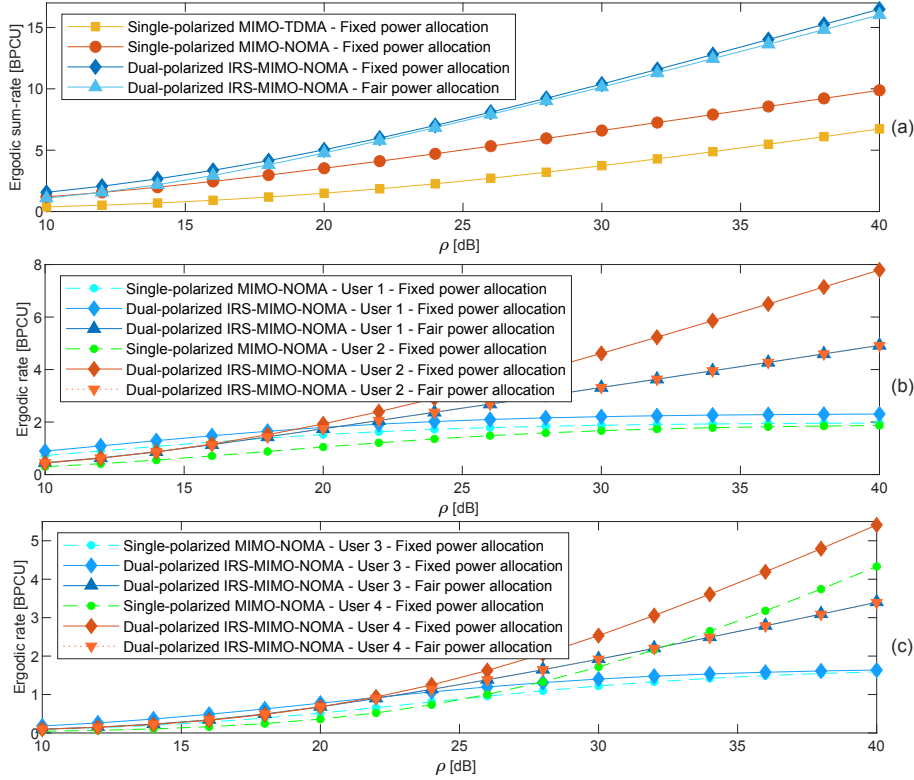 15
10
5
0
Ergodic sum-rate [BPCU]
Single-polarized MIMO-TDMA - Fixed power allocation
Single-polarized MIMO-NOMA - Fixed power allocation
Dual-polarized IRS-MIMO-NOMA - Fixed power allocation
Dual-polarized IRS-MIMO-NOMA - Fair power allocation
10 15 20 25 30 35 40
ρ [dB]
(a)
8
6
4
2
0
Ergodic rate [BPCU]
Single-polarized MIMO-NOMA - User 1 - Fixed power allocation
Dual-polarized IRS-MIMO-NOMA - User 1 - Fixed power allocation
Dual-polarized IRS-MIMO-NOMA - User 1 - Fair power allocation
Single-polarized MIMO-NOMA - User 2 - Fixed power allocation
Dual-polarized IRS-MIMO-NOMA - User 2 - Fixed power allocation
Dual-polarized IRS-MIMO-NOMA - User 2 - Fair power allocation
10 15 20 25 30 35 40
ρ [dB]
(b)
5
4
3
2
1
0
Ergodic rate [BPCU]
Single-polarized MIMO-NOMA - User 3 - Fixed power allocation
Dual-polarized IRS-MIMO-NOMA - User 3 - Fixed power allocation
Dual-polarized IRS-MIMO-NOMA - User 3 - Fair power allocation
Single-polarized MIMO-NOMA - User 4 - Fixed power allocation
Dual-polarized IRS-MIMO-NOMA - User 4 - Fixed power allocation
Dual-polarized IRS-MIMO-NOMA - User 4 - Fair power allocation
10 15 20 25 30 35 40
ρ [dB]
(c)